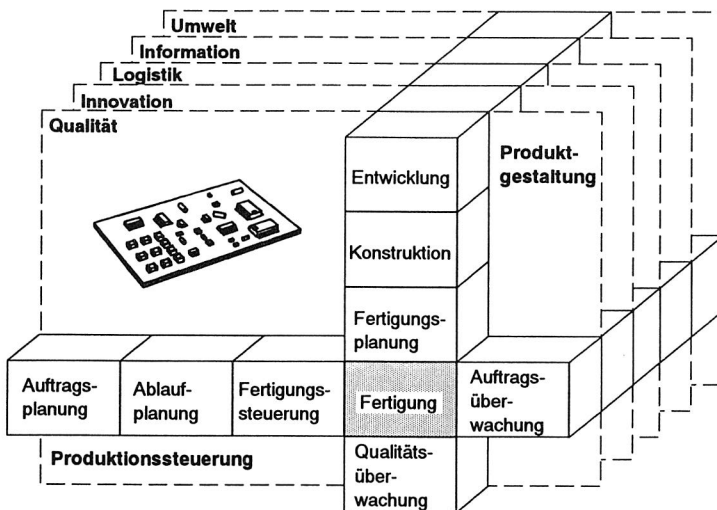 Umwelt
Information
Logistik
Innovation
Qualität
Entwicklung
Produkt-
gestaltung
Konstruktion
Fertigungs-
planung
Auftrags-
planung
Ablauf-
planung
Fertigungs-
steuerung
Fertigung
Auftrags-
über-
wachung
Produktionssteuerung
Qualitäts-
über-
wachung